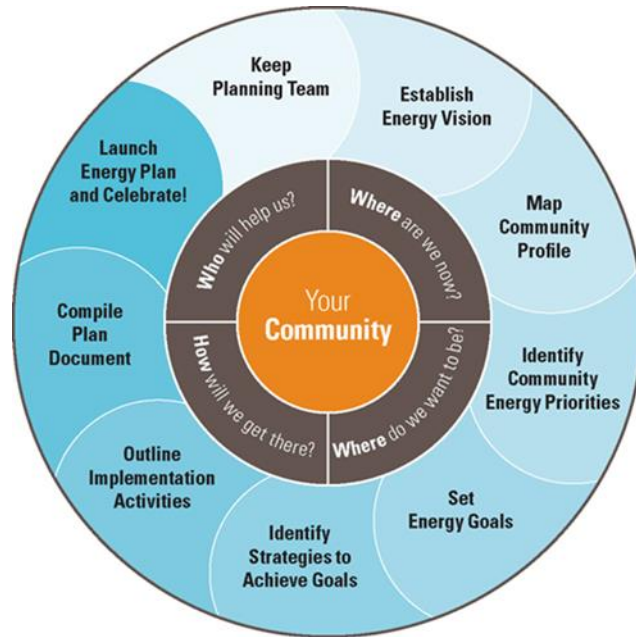 Keep
Planning Team
Establish
Energy Vision
Map
Community
Profile
Identify
Community
Energy Priorities
Set
Energy Goals
Identify
Strategies to
Achieve Goals
Outline
Implementation
Activities
Compile
Plan
Document
Launch
Energy Plan
and Celebrate!
Who will help us?
Where are we now?
Where do we want to be?
How will we get there?
Your
Community